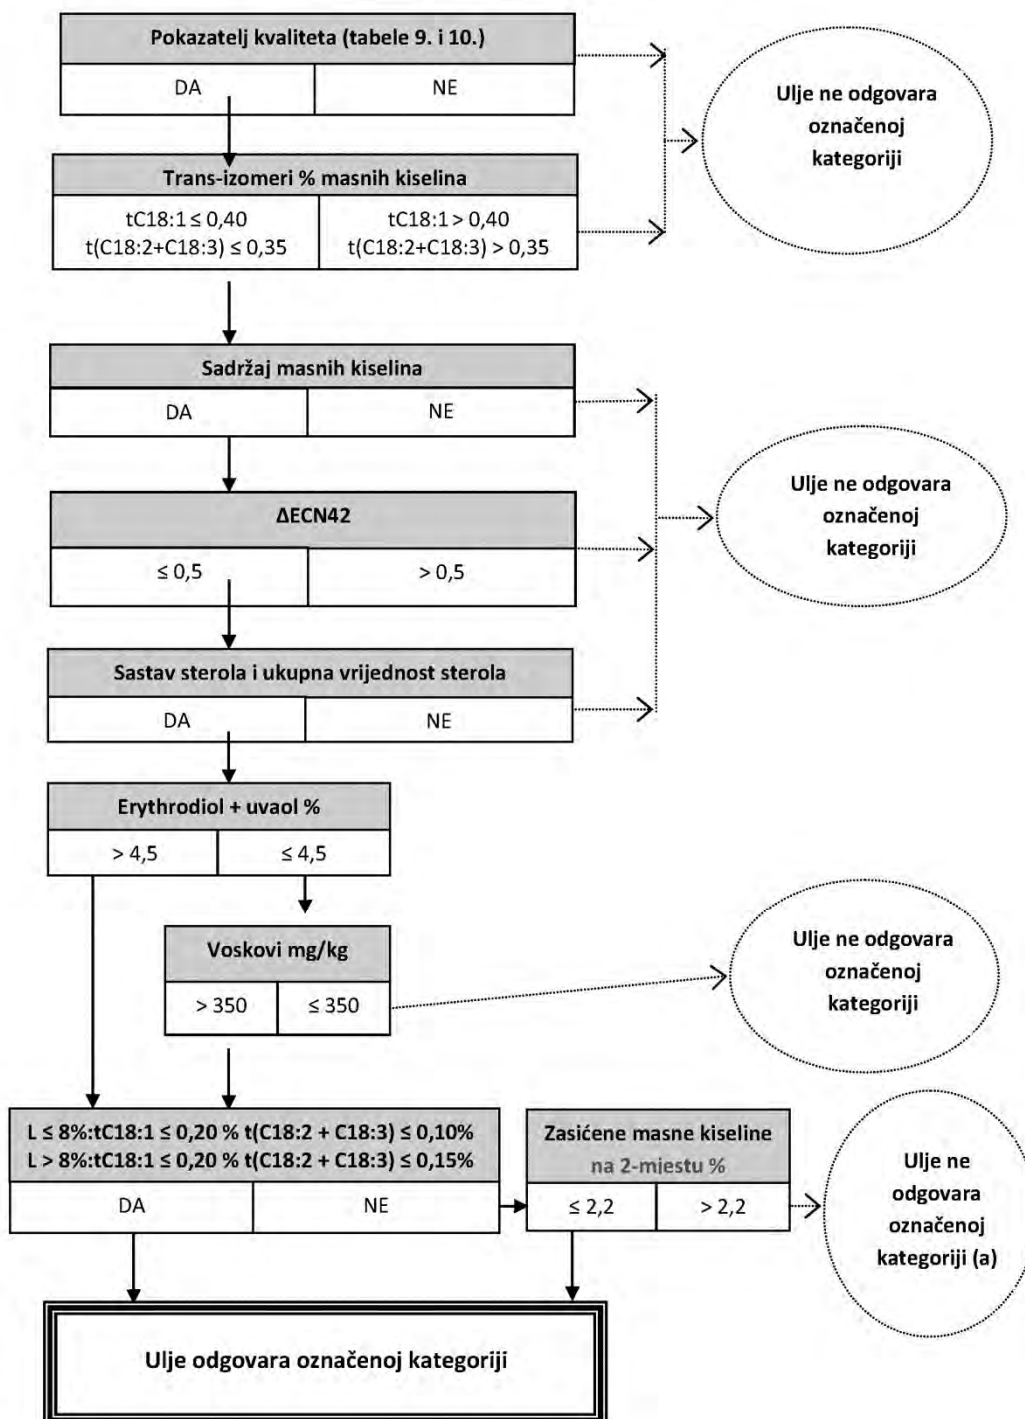 Pokazatelj kvaliteta (tabele 9. i 10.)
DA
NE
Ulje ne odgovara
označenoj
kategoriji
Trans-izomeri % masnih kiselina
tC18:1 ≤ 0,40
t(C18:2+C18:3) ≤ 0,35
tC18:1 > 0,40
t(C18:2+C18:3) > 0,35
Sadržaj masnih kiselina
DA
NE
ΔECN42
≤ 0,5
> 0,5
Ulje ne odgovara
označenoj
kategoriji
Sastav sterola i ukupna vrijednost sterola
DA
NE
Erythrodiol + uvaol %
> 4,5
≤ 4,5
Voskovi mg/kg
> 350
≤ 350
Ulje ne odgovara
označenoj
kategoriji
L ≤ 8%:tC18:1 ≤ 0,20 % t(C18:2 + C18:3) ≤ 0,10%
L > 8%:tC18:1 ≤ 0,20 % t(C18:2 + C18:3) ≤ 0,15%
DA
NE
Zasićene masne kiseline
na 2-mjestu %
≤ 2,2
> 2,2
Ulje ne
odgovara
označenoj
kategoriji (a)
Ulje odgovara označenoj kategoriji